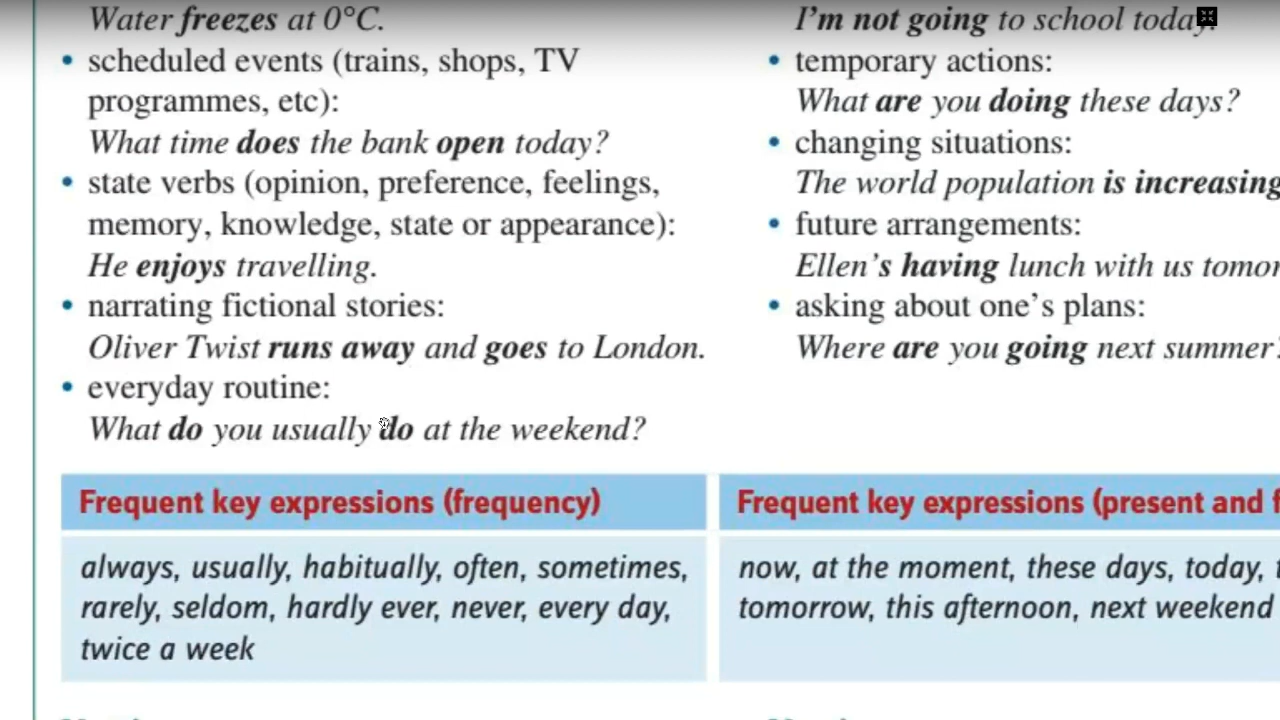 Water freezes at 0°C.
• scheduled events (trains, shops, TV
programmes, etc):
What time does the bank open today?
• state verbs (opinion, preference, feelings,
memory, knowledge, state or appearance):
He enjoys travelling.
• narrating fictional stories:
Oliver Twist runs away and goes to London.
• everyday routine:
What do you usually do at the weekend?
Frequent key expressions (frequency)
always, usually, habitually, often, sometimes,
rarely, seldom, hardly ever, never, every day,
twice a week
I'm not going to school today.
• temporary actions:
What are you doing these days?
• changing situations:
The world population is increasing
• future arrangements:
Ellen's having lunch with us
• asking about one's plans:
Where are you going next summer?
Frequent key expressions (present and
now, at the moment, these days, today,
tomorrow, this afternoon, next weekend